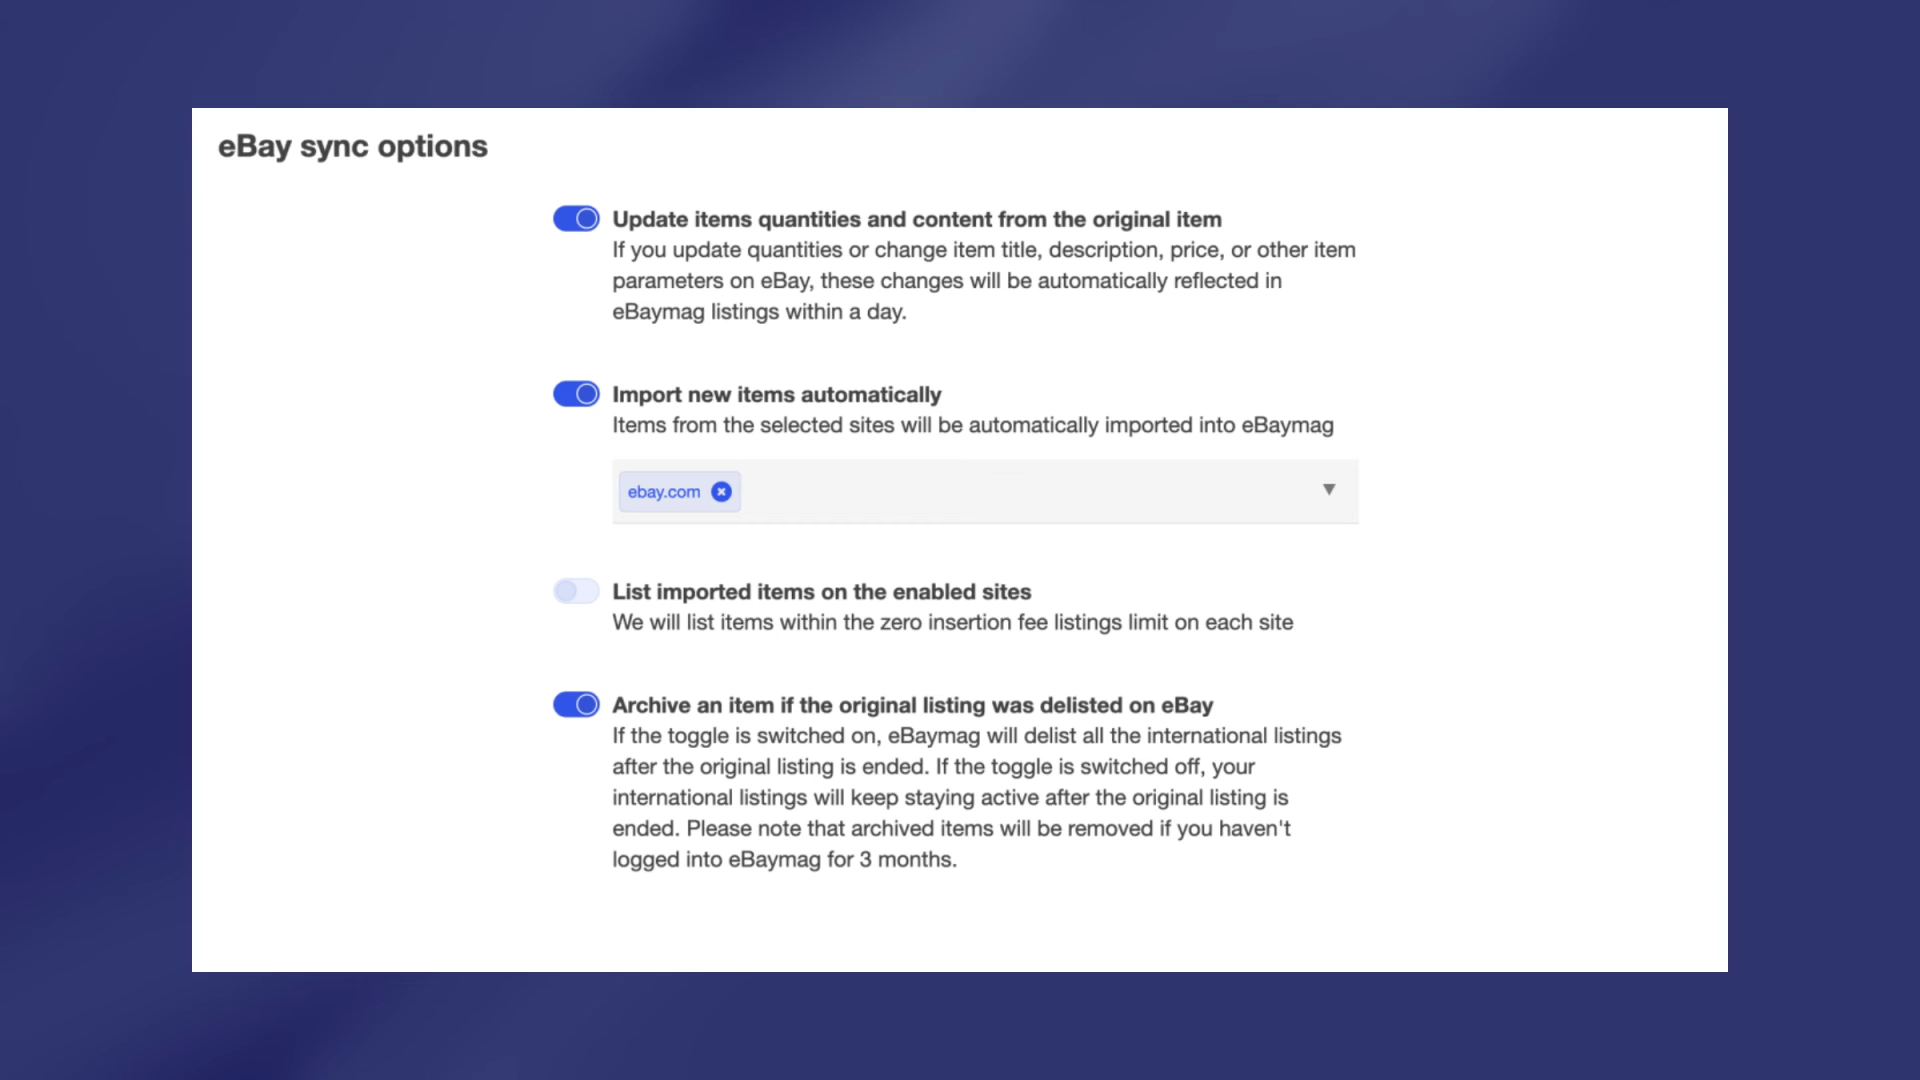 eBay sync options
Update items quantities and content from the original item
If you update quantities or change item title, description, price, or other item
parameters on eBay, these changes will be automatically reflected in
eBaymag listings within a day.
Import new items automatically
Items from the selected sites will be automatically imported into eBaymag
ebay.com
List imported items on the enabled sites
We will list items within the zero insertion fee listings limit on each site
Archive an item if the original listing was delisted on eBay
If the toggle is switched on, eBaymag will delist all the international listings
after the original listing is ended. If the toggle is switched off, your
international listings will keep staying active after the original listing is
ended. Please note that archived items will be removed if you haven't
logged into eBaymag for 3 months.